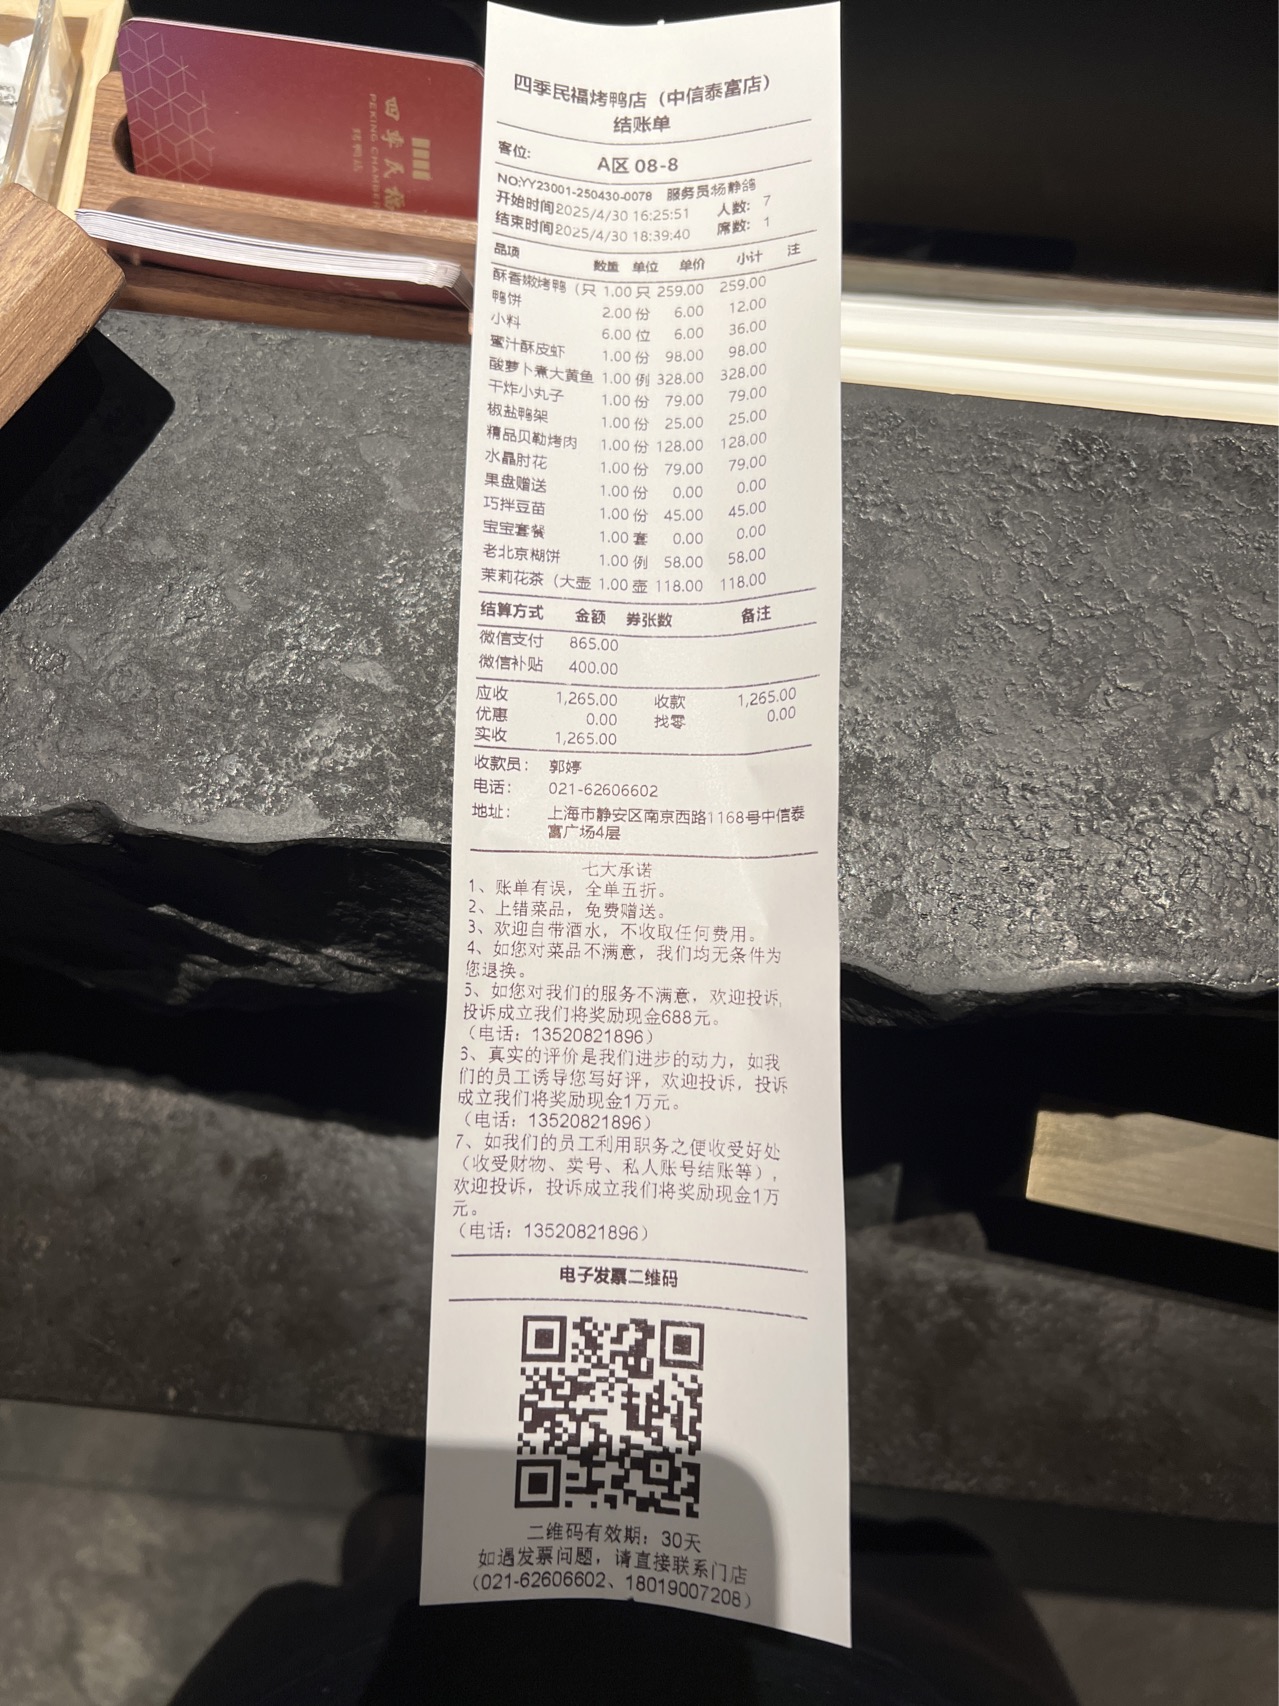 四季民福
PEKING CHAMBER
烤鸭店
四季民福烤鸭店（中信泰富店）
结账单
客位： A区 08-8
NO:YY23001-250430-0078 服务员杨静鸽
开始时间2025/4/30 16:25:51 人数： 7
结束时间2025/4/30 18:39:40 席数： 1
品项 数量 单位 单价 小计 注
酥香嫩烤鸭（只 1.00 只 259.00 259.00
鸭饼 2.00 份 6.00 12.00
小料 6.00 位 6.00 36.00
蜜汁酥皮虾 1.00 份 98.00 98.00
酸萝卜煮大黄鱼 1.00 例 328.00 328.00
干炸小丸子 1.00 份 79.00 79.00
椒盐鸭架 1.00 份 25.00 25.00
精品贝勒烤肉 1.00 份 128.00 128.00
水晶肘花 1.00 份 79.00 79.00
果盘赠送 1.00 份 0.00 0.00
巧拌豆苗 1.00 份 45.00 45.00
宝宝套餐 1.00 套 0.00 0.00
老北京糊饼 1.00 例 58.00 58.00
茉莉花茶（大壶 1.00 壶 118.00 118.00
结算方式 金额 券张数 备注
微信支付 865.00
微信补贴 400.00
应收 1,265.00 收款 1,265.00
优惠 0.00 找零 0.00
实收 1,265.00
收款员： 郭婷
电话： 021-62606602
地址： 上海市静安区南京西路1168号中信泰
富广场4层
七大承诺
1、账单有误，全单五折。
2、上错菜品，免费赠送。
3、欢迎自带酒水，不收取任何费用。
4、如您对菜品不满意，我们均无条件为
您退换。
5、如您对我们的服务不满意，欢迎投诉，
投诉成立我们将奖励现金688元。
（电话：13520821896）
6、真实的评价是我们进步的动力，如我
们的员工诱导您写好评，欢迎投诉，投诉
成立我们将奖励现金1万元。
（电话：13520821896）
7、如我们的员工利用职务之便收受好处
（收受财物、卖号、私人账号结账等），
欢迎投诉，投诉成立我们将奖励现金1万
元。
（电话：13520821896）
电子发票二维码
二维码有效期：30天
如遇发票问题，请直接联系门店
（021-62606602、18019007208）